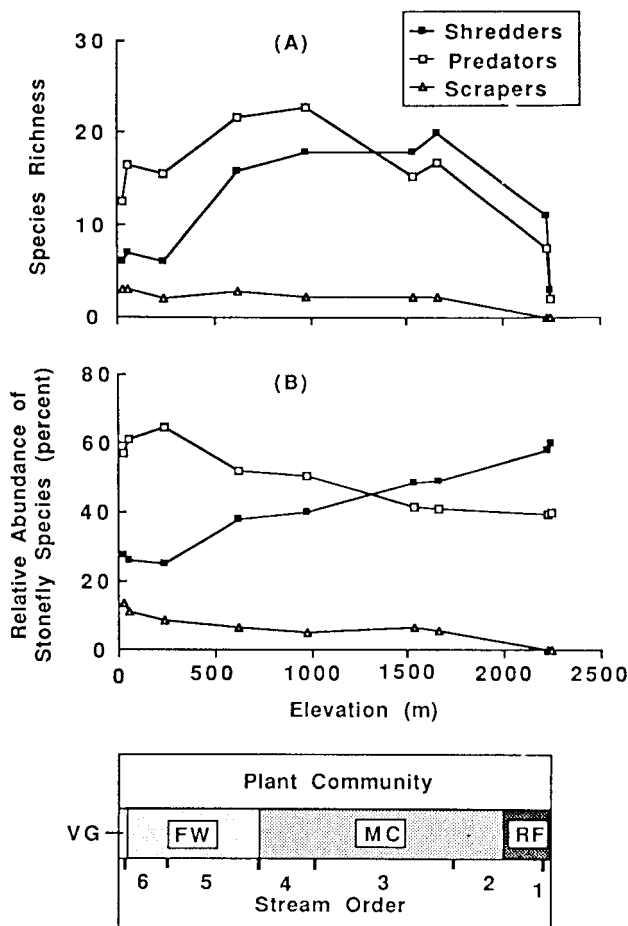 (A)
Shredders
Predators
Scrapers
Species Richness
30
20
10
0
(B)
Relative Abundance of
Stonefly Species (percent)
80
60
40
20
0
0 500 1000 1500 2000 2500
Elevation (m)
Plant Community
VG FW MC RF
6 5 4 3 2 1
Stream Order